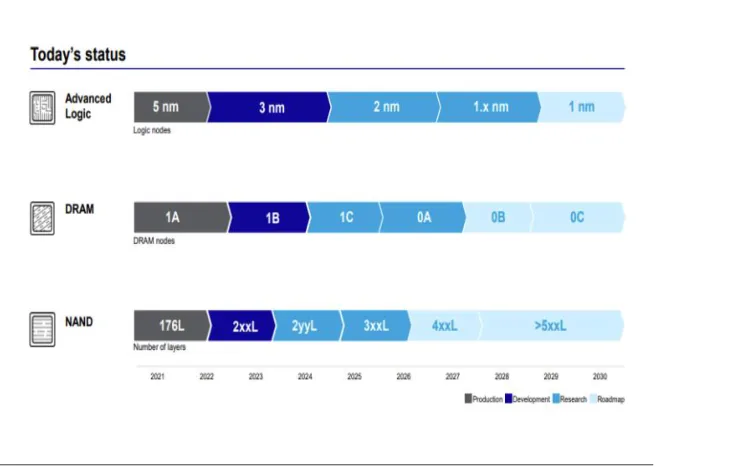 Today's status
Advanced
Logic
5 nm
3 nm
2 nm
1.x nm
1 nm
Logic nodes
DRAM
1A
1B
1C
0A
0B
0C
DRAM nodes
NAND
176L
2xxL
2yyL
3xxL
4xxL
>5xxL
Number of layers
2021 2022 2023 2024 2025 2026 2027 2028 2029 2030
Production Development Research Roadmap